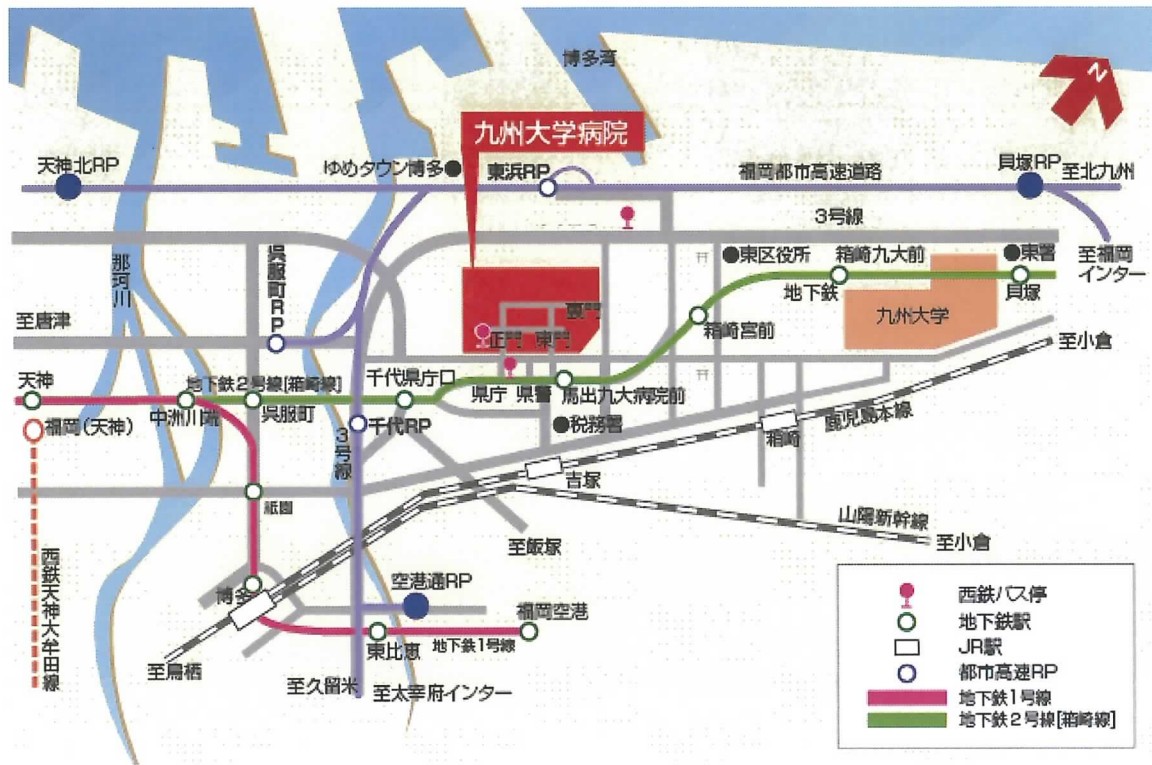 博多湾
N
九州大学病院
天神北RP
ゆめタウン博多
東浜RP
福岡都市高速道路
貝塚RP
至北九州
3号線
那珂川
呉服町RP
東区役所
箱崎九大前
東署
至福岡
インター
地下鉄
貝塚
九州大学
裏門
正門
東門
箱崎宮前
至唐津
至小倉
天神
地下鉄2号線[箱崎線]
千代県庁口
県庁
県警
馬出九大病院前
中洲川端
呉服町
福岡(天神)
3号線
千代RP
税務署
箱崎
鹿児島本線
吉塚
祇園
山陽新幹線
至飯塚
至小倉
西鉄天神大牟田線
博多
空港通RP
福岡空港
東比恵
地下鉄1号線
至鳥栖
至久留米
至太宰府インター
西鉄バス停
地下鉄駅
JR駅
都市高速RP
地下鉄1号線
地下鉄2号線[箱崎線]